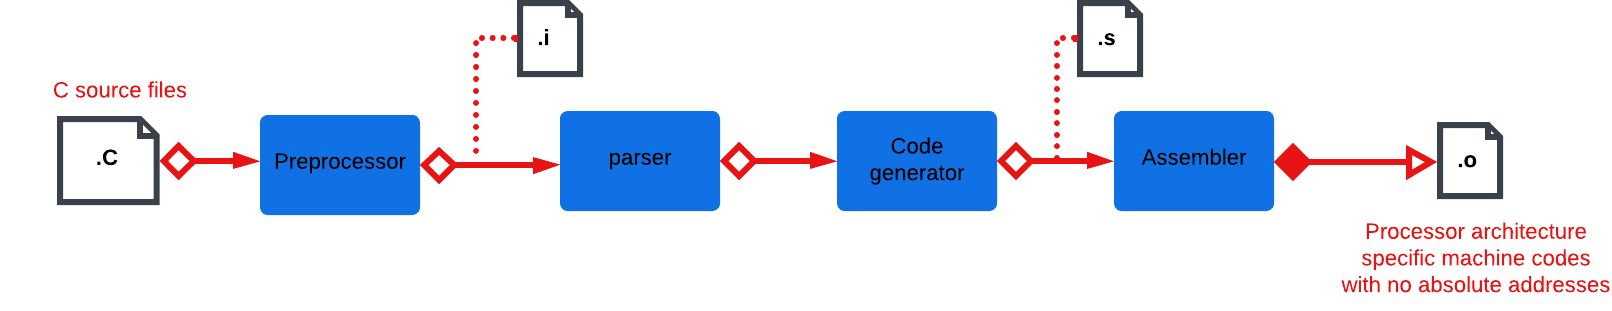 .i
.s
C source files
.C
Preprocessor
parser
Code
generator
Assembler
.o
Processor architecture
specific machine codes
with no absolute addresses